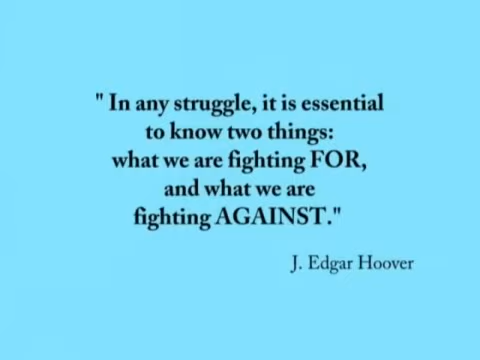 " In any struggle, it is essential
to know two things:
what we are fighting FOR,
and what we are
fighting AGAINST."
J. Edgar Hoover